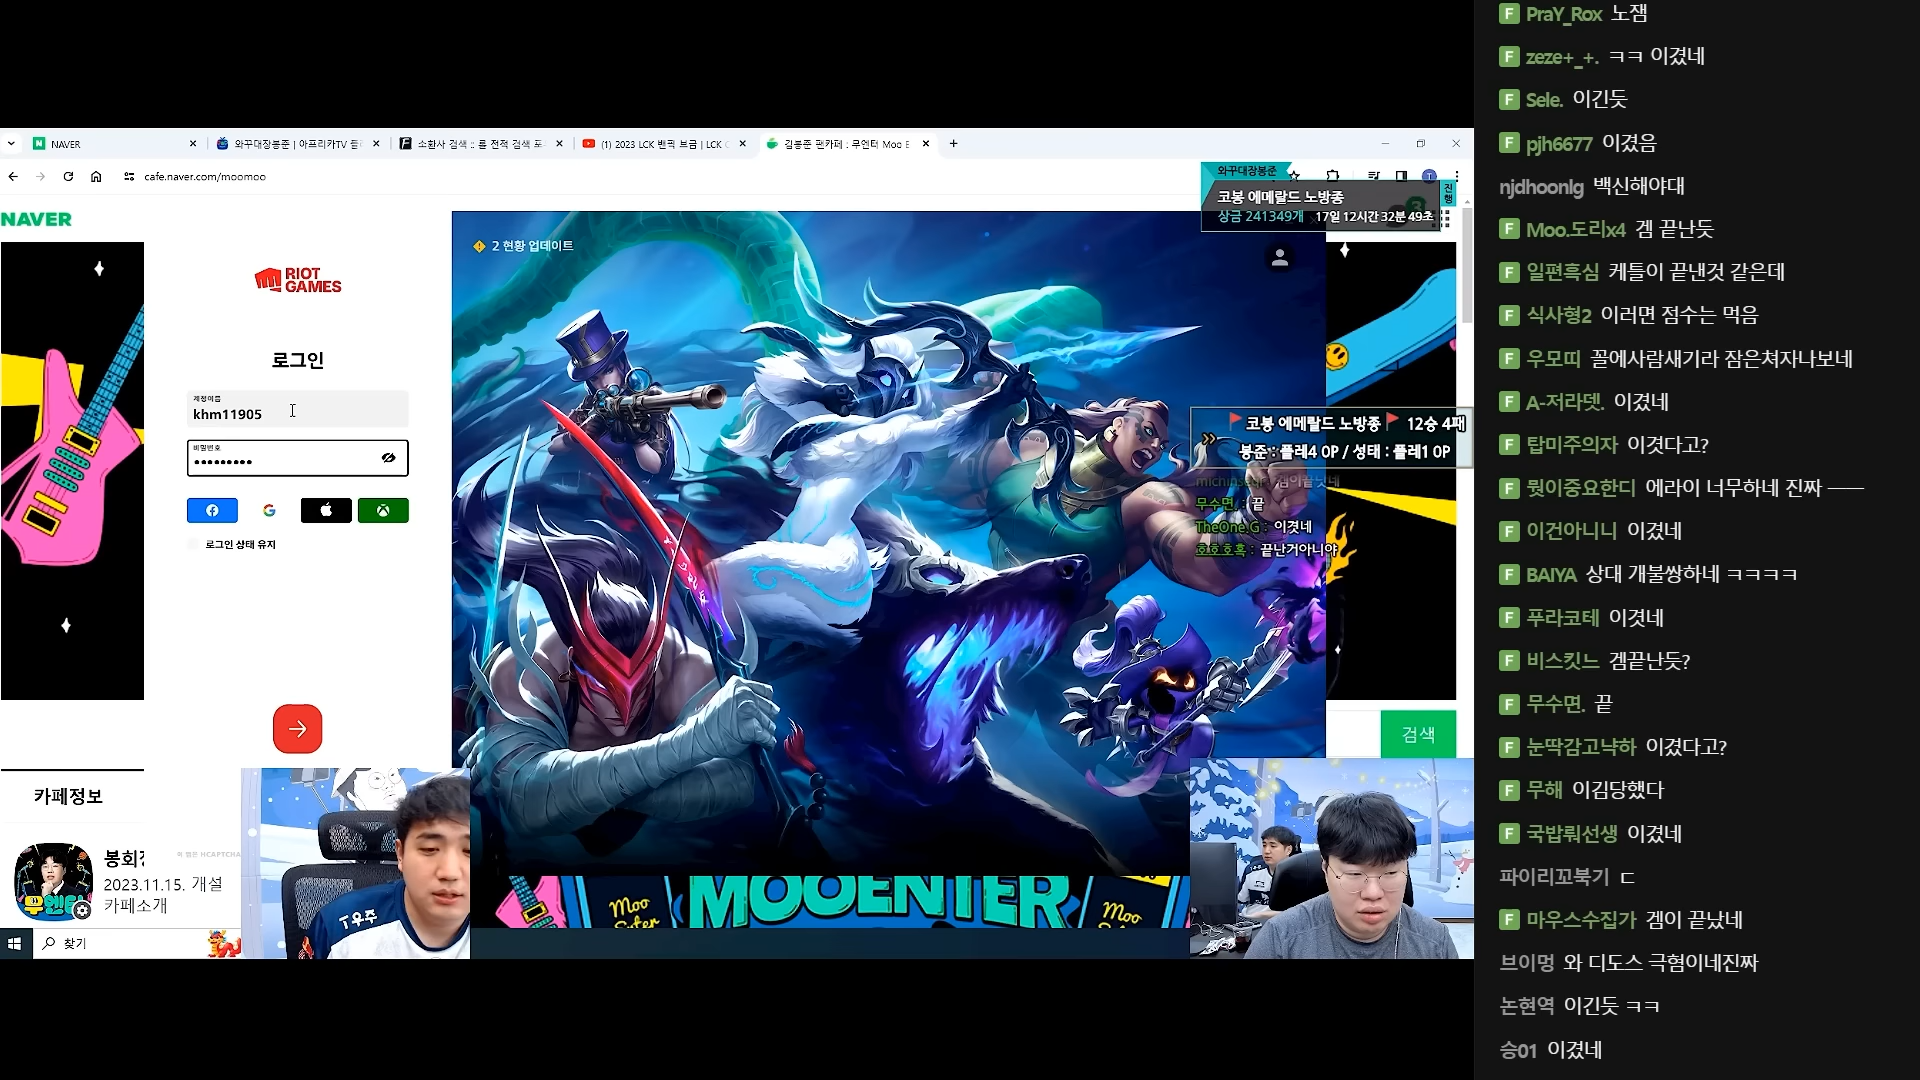 NAVER
와꾸대장봉준 | 아프리카TV
소환사 검색 :: 롤 전적 검색 포
(1) 2023 LCK 밴픽 브금 | LCK
김봉준 팬카페 : 무엔터 Moo E
cafe.naver.com/moomoo
와꾸대장봉준
코봉 에메랄드 노방종
진행
상금 241349개 17일 12시간 32분 49초
NAVER
2 현황 업데이트
RIOT
GAMES
로그인
계정이름
khm11905
비밀번호
로그인 상태 유지
코봉 에메랄드 노방종 12승 4패
봉준 : 플레4 0P / 성태 : 플레1 0P
무수면. : 끝
TheOne.G : 이겻네
호호호혹 : 끝난거아니야
검색
카페정보
2023.11.15. 개설
카페소개
찾기
T우주
Moo
Enter
MOOENTER
Moo
PraY_Rox 노잼
zeze+_+. ㅋㅋ 이겼네
Sele. 이긴듯
pjh6677 이겼음
njdhoonlg 백신해야대
Moo.도리x4 겜 끝난듯
일편흑심 케틀이 끝낸것 같은데
식사형2 이러면 점수는 먹음
우모띠 꼴에사람새기라 잠은쳐자나보네
A-저라뎃. 이겼네
탑미주의자 이것다고?
뭣이중요한디 에라이 너무하네 진짜 ──
이건아니니 이겼네
BAIYA 상대 개불쌍하네 ㅋㅋㅋㅋ
푸라코테 이겻네
비스킷느 겜끝난듯?
무수면. 끝
눈딱감고냑하 이겼다고?
무해 이김당했다
국밥뤄선생 이겼네
파이리꼬북기 ㄷ
마우스수집가 겜이 끝났네
브이멍 와 디도스 극혐이네진짜
논현역 이긴듯 ㅋㅋ
승01 이겼네